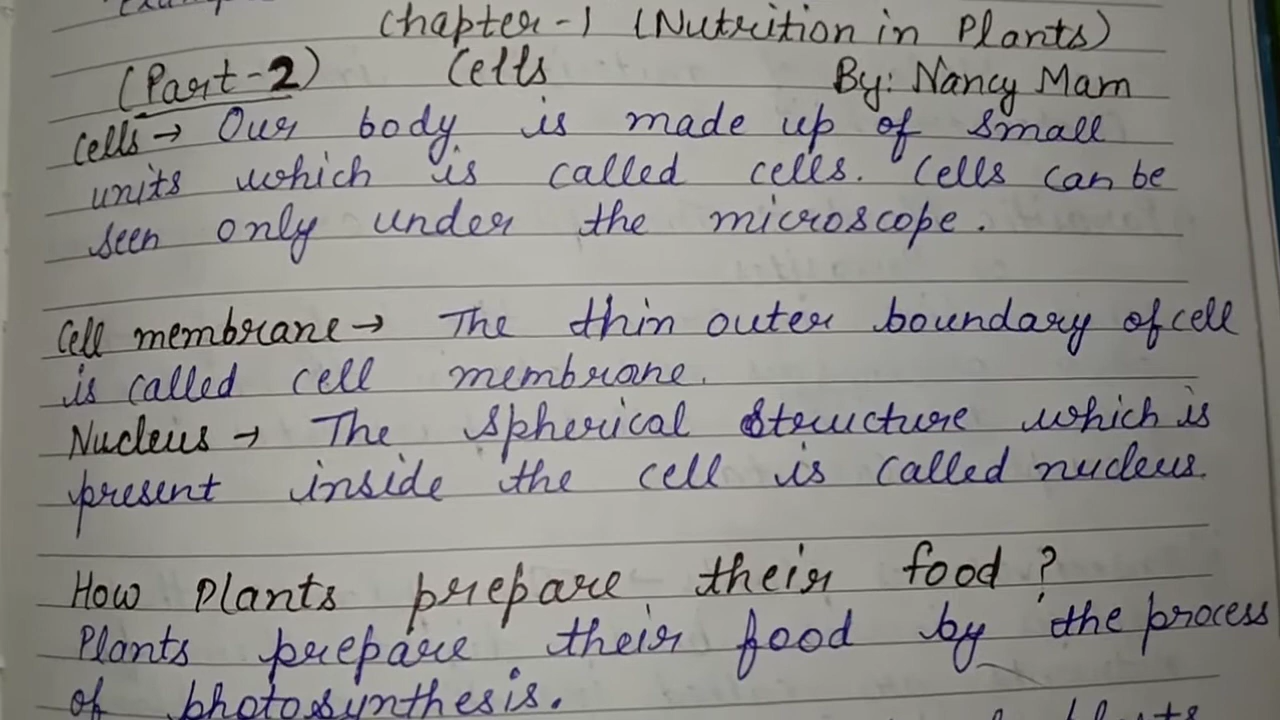 Chapter-1 (Nutrition in Plants)
(Part-2) Cells By: Nancy Mam
Cells → Our body is made up of small
units which is called cells. Cells can be
seen only under the microscope.
Cell membrane → The thin outer boundary of cell
is called cell membrane.
Nucleus → The spherical structure which is
present inside the cell is called nucleus.
How Plants prepare their food?
Plants prepare their food by the process
of photosynthesis.